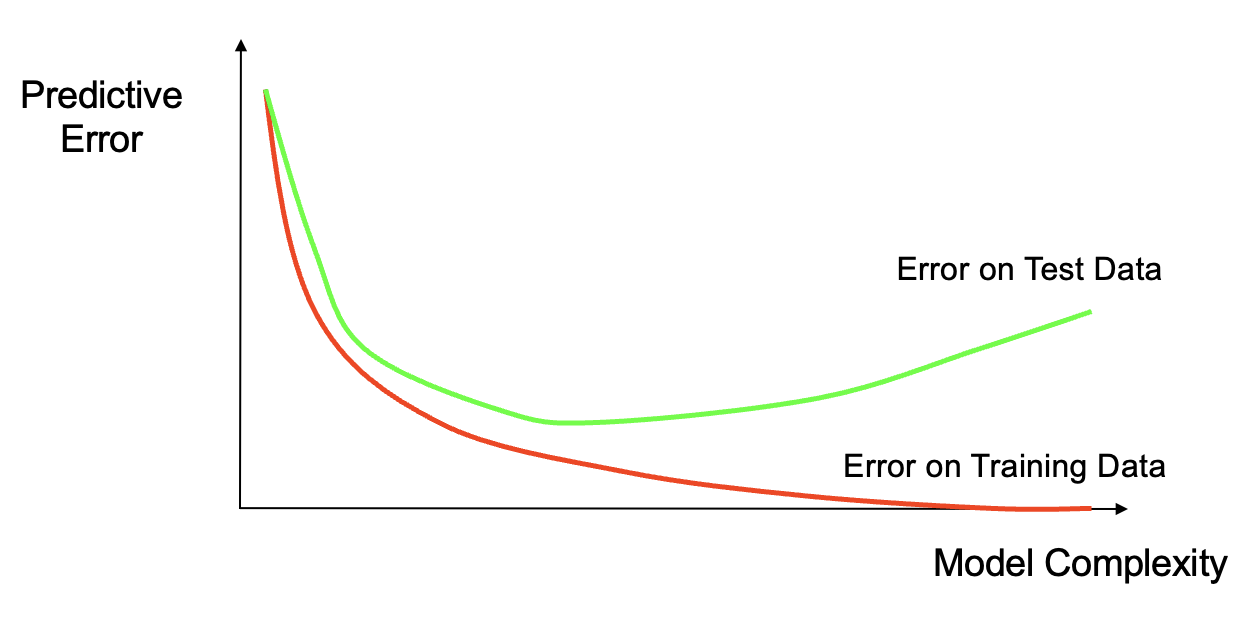 Predictive
Error
Error on Test Data
Error on Training Data
Model Complexity